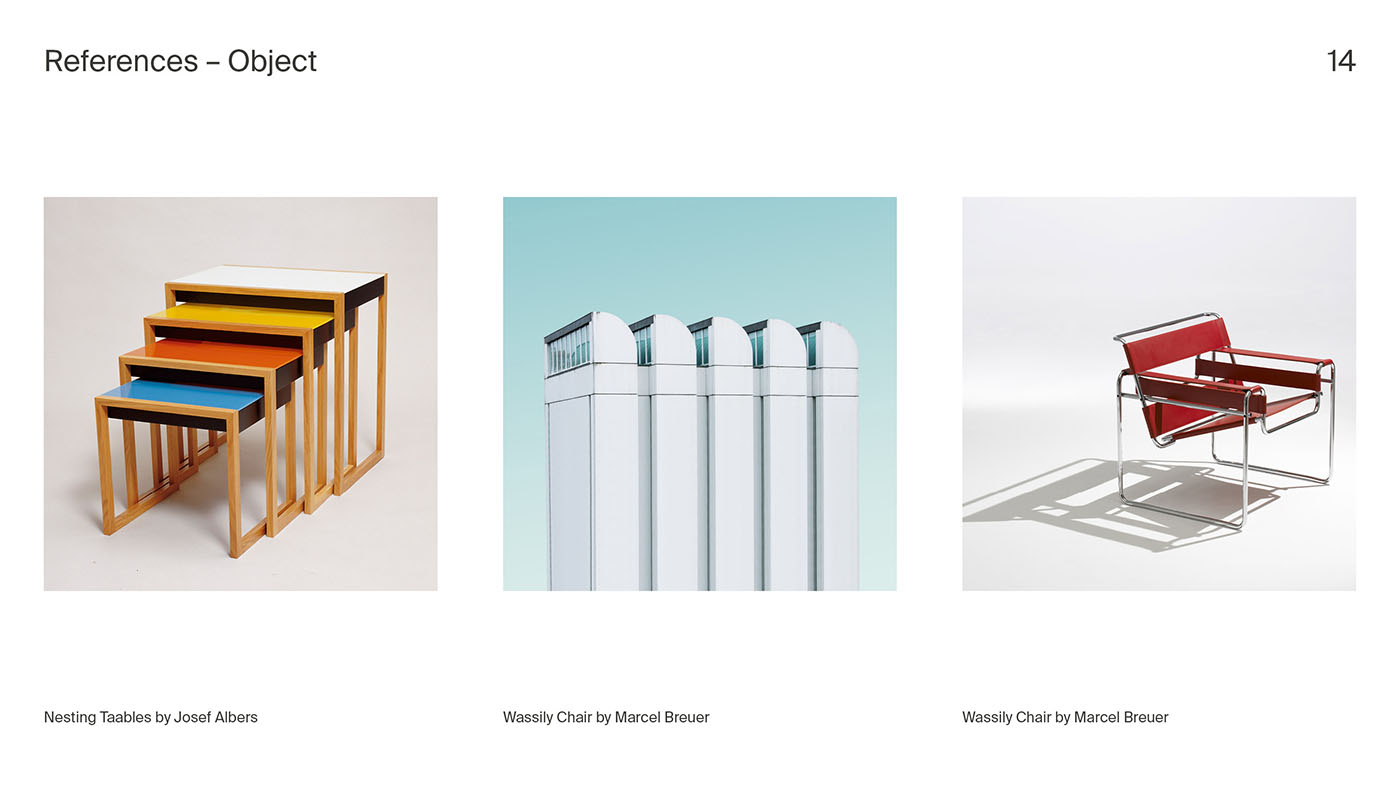 References – Object
14
Nesting Taables by Josef Albers
Wassily Chair by Marcel Breuer
Wassily Chair by Marcel Breuer